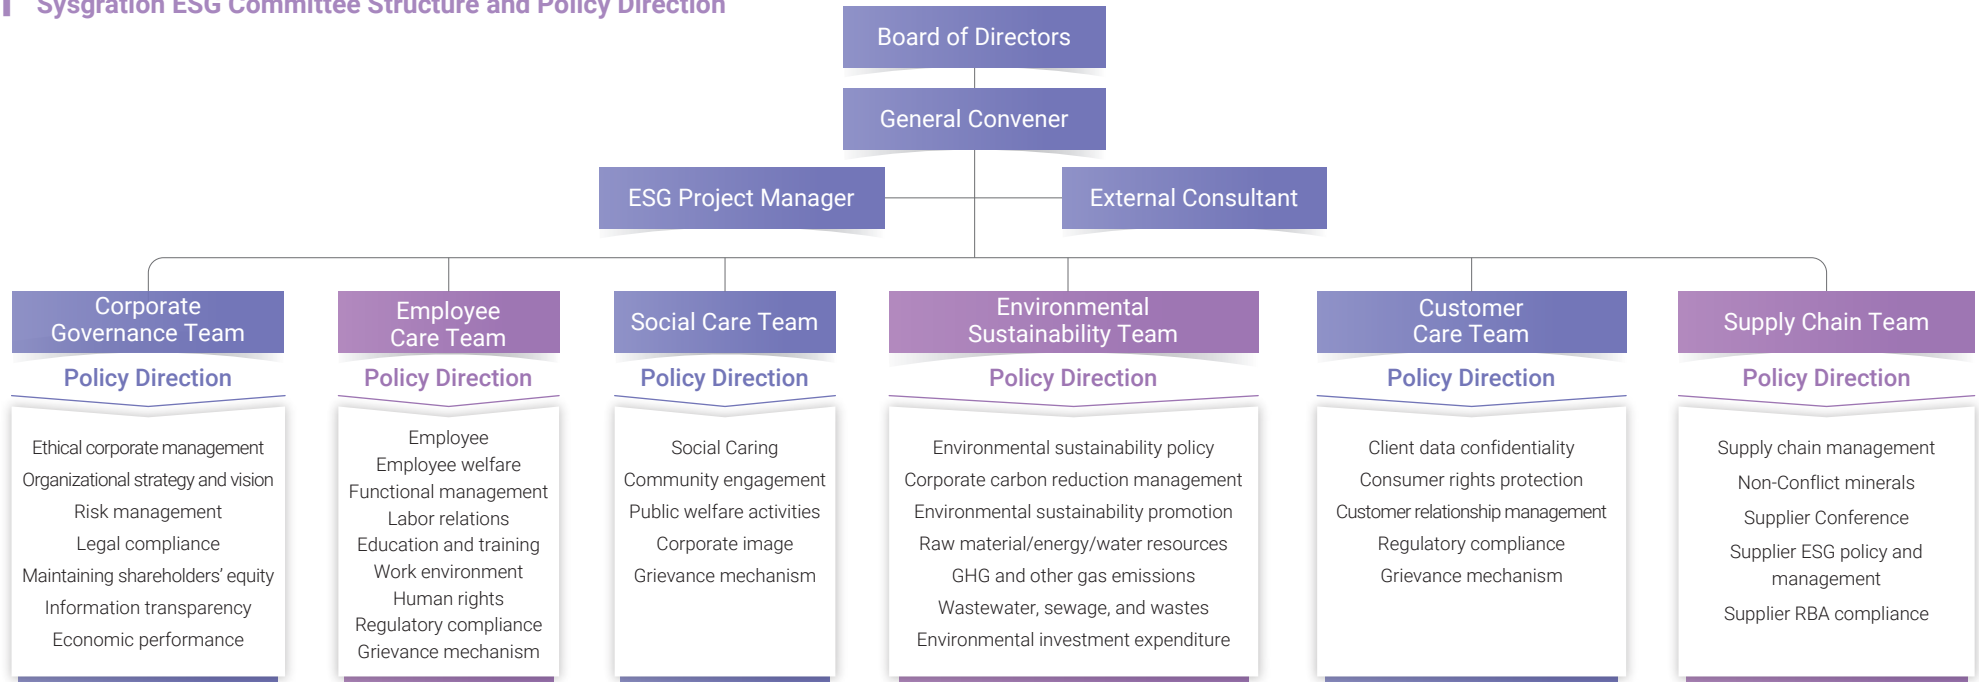 Sysgration ESG Committee Structure and Policy Direction
Board of Directors
General Convener
ESG Project Manager
External Consultant
Corporate
Governance Team
Policy Direction
Ethical corporate management
Organizational strategy and vision
Risk management
Legal compliance
Maintaining shareholders’ equity
Information transparency
Economic performance
Employee
Care Team
Policy Direction
Employee
Employee welfare
Functional management
Labor relations
Education and training
Work environment
Human rights
Regulatory compliance
Grievance mechanism
Social Care Team
Policy Direction
Social Caring
Community engagement
Public welfare activities
Corporate image
Grievance mechanism
Environmental
Sustainability Team
Policy Direction
Environmental sustainability policy
Corporate carbon reduction management
Environmental sustainability promotion
Raw material/energy/water resources
GHG and other gas emissions
Wastewater, sewage, and wastes
Environmental investment expenditure
Customer
Care Team
Policy Direction
Client data confidentiality
Consumer rights protection
Customer relationship management
Regulatory compliance
Grievance mechanism
Supply Chain Team
Policy Direction
Supply chain management
Non-Conflict minerals
Supplier Conference
Supplier ESG policy and
management
Supplier RBA compliance